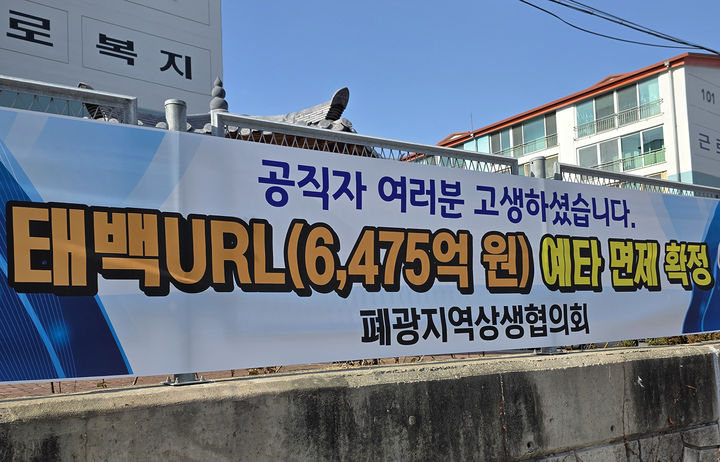 로복지
101
근로
공직자 여러분 고생하셨습니다.
태백URL(6,475억 원) 예타 면제 확정
폐광지역상생협의회